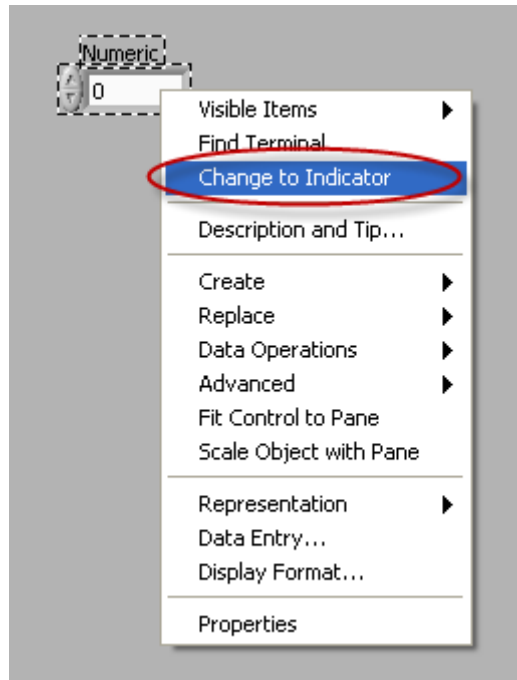 Numeric
0
Visible Items
Find Terminal
Change to Indicator
Description and Tip...
Create
Replace
Data Operations
Advanced
Fit Control to Pane
Scale Object with Pane
Representation
Data Entry...
Display Format...
Properties